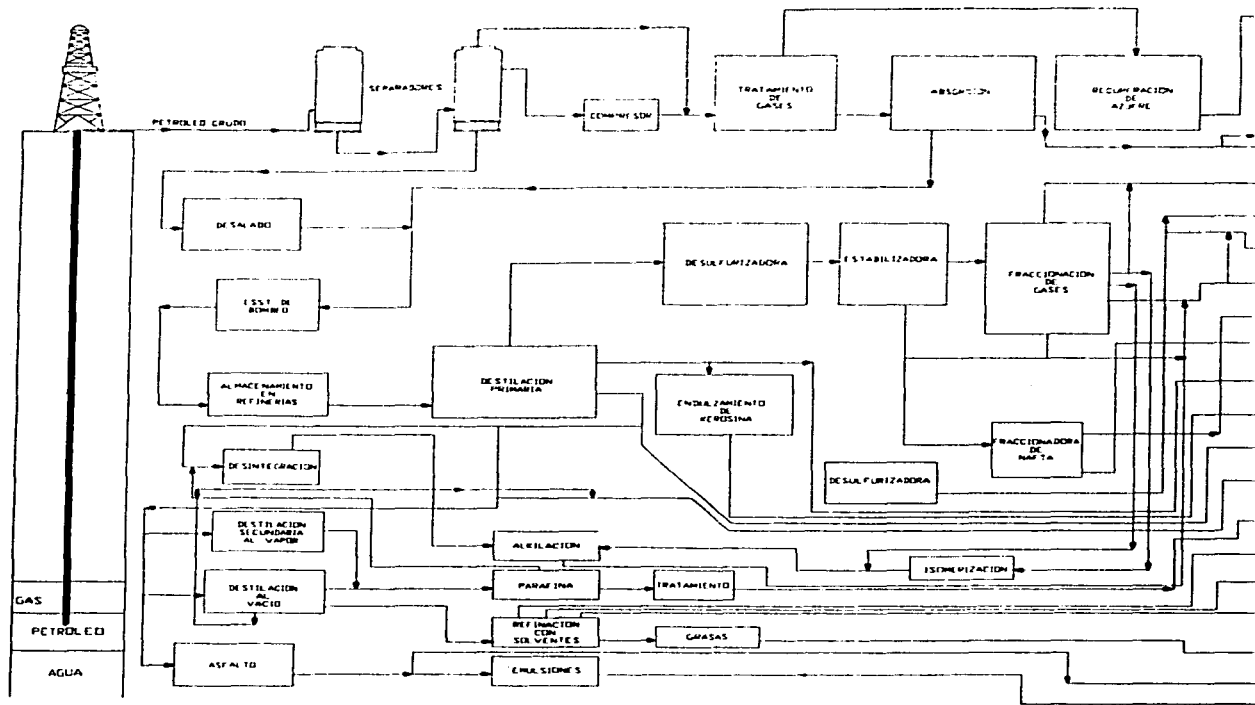 SEPARADORES
PETROLEO CRUDO
COMPRESOR
TRATAMIENTO
DE
GASES
ABSORCION
RECUPERACION
DE
AZUFRE
DESALADO
DESULFURIZADORA
ESTABILIZADORA
FRACCIONACION
DE
GASES
EST. DE
BOMBEO
ALMACENAMIENTO
EN
REFINERIAS
DESTILACION
PRIMARIA
ENDULZAMIENTO
DE
KEROSINA
FRACCIONADORA
DE
NAFTA
DESINTEGRACION
DESULFURIZADORA
DESTILACION
SECUNDARIA
AL VAPOR
ALKILACION
ISOMERIZACION
DESTILACION
AL
VACIO
PARAFINA
TRATAMIENTO
GAS
PETROLEO
REFINACION
CON
SOLVENTES
GRASAS
AGUA
ASFALTO
EMULSIONES